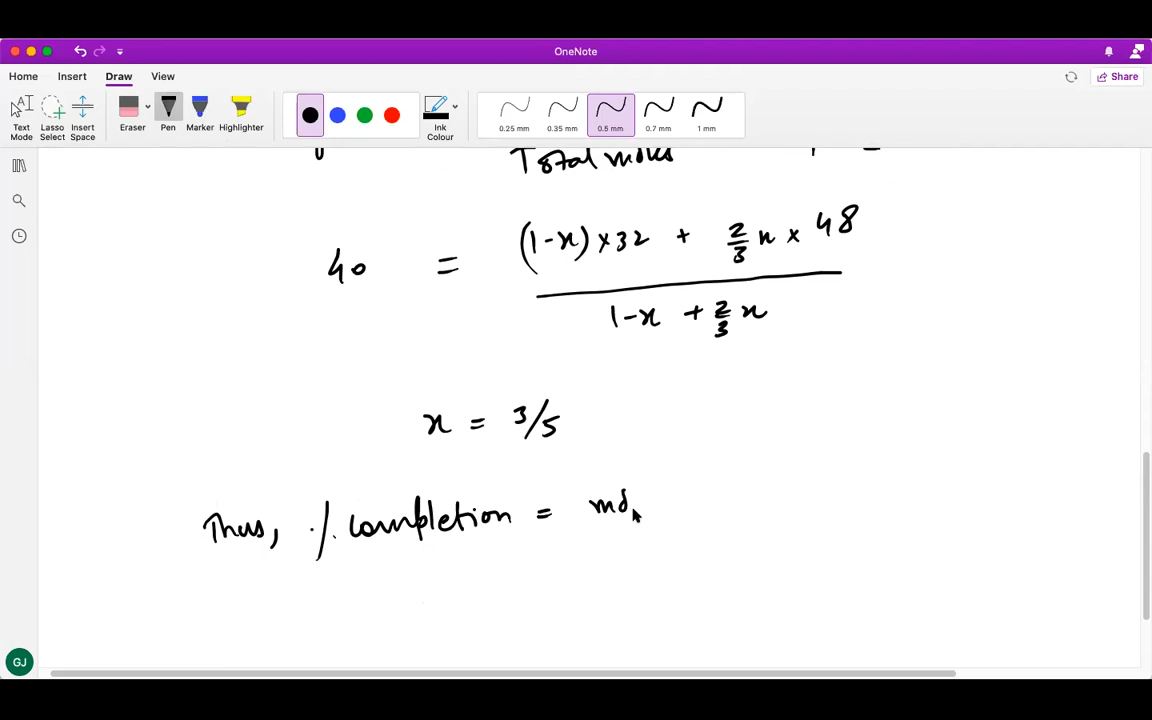 OneNote
Home Insert Draw View
Share
Text Mode
Lasso Select
Insert Space
Eraser
Pen
Marker
Highlighter
Ink Colour
0.25 mm
0.35 mm
0.5 mm
0.7 mm
1 mm
Total moles
40 = (1-x)×32 + 2/3 x × 48
1-x + 2/3 x
x = 3/5
Thus, % completion = mo
GJ